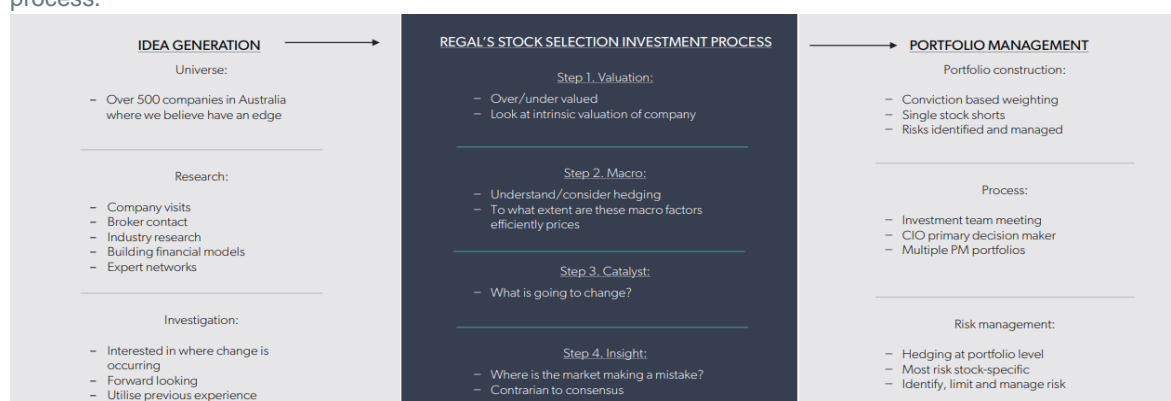 process.
IDEA GENERATION
Universe:
– Over 500 companies in Australia
where we believe have an edge
Research:
– Company visits
– Broker contact
– Industry research
– Building financial models
– Expert networks
Investigation:
– Interested in where change is
occurring
– Forward looking
– Utilise previous experience
REGAL'S STOCK SELECTION INVESTMENT PROCESS
Step 1. Valuation:
– Over/under valued
– Look at intrinsic valuation of company
Step 2. Macro:
– Understand/consider hedging
– To what extent are these macro factors
efficiently prices
Step 3. Catalyst:
– What is going to change?
Step 4. Insight:
– Where is the market making a mistake?
– Contrarian to consensus
PORTFOLIO MANAGEMENT
Portfolio construction:
– Conviction based weighting
– Single stock shorts
– Risks identified and managed
Process:
– Investment team meeting
– CIO primary decision maker
– Multiple PM portfolios
Risk management:
– Hedging at portfolio level
– Most risk stock-specific
– Identify, limit and manage risk